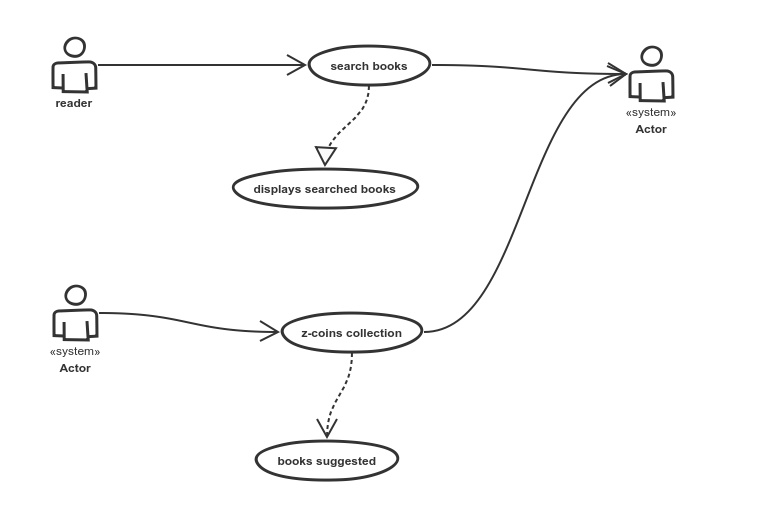 search books
reader
«system»
Actor
displays searched books
z-coins collection
«system»
Actor
books suggested